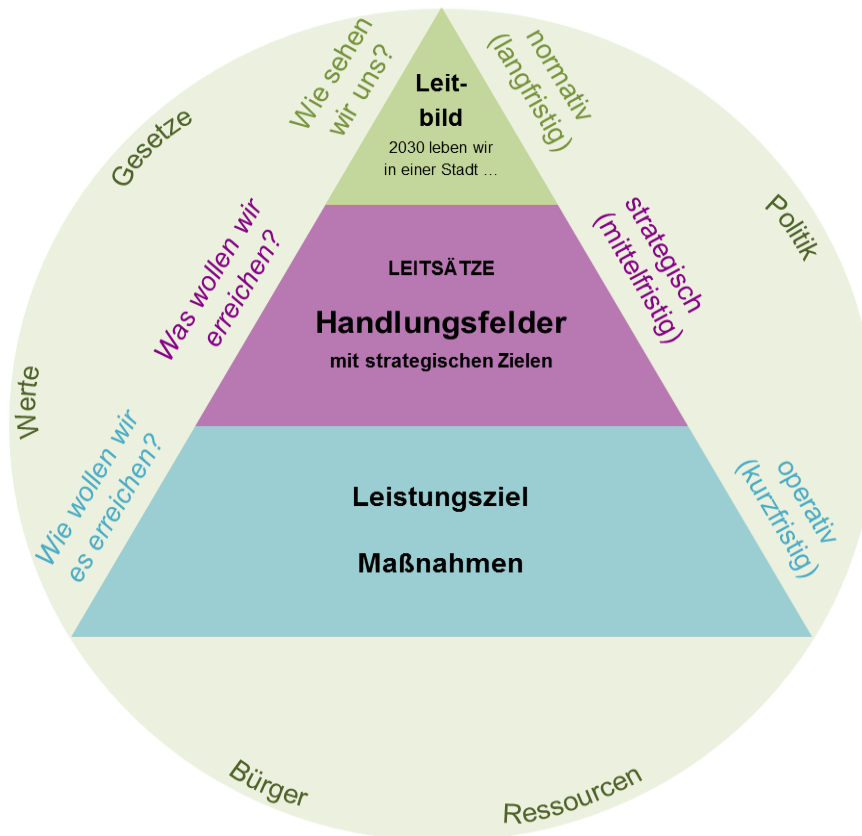 Wie sehen
wir uns?
normativ
(langfristig)
Leit-
bild
2030 leben wir
in einer Stadt ...
Gesetze
Politik
Was wollen wir
erreichen?
strategisch
(mittelfristig)
LEITSÄTZE
Handlungsfelder
mit strategischen Zielen
Werte
Wie wollen wir
es erreichen?
operativ
(kurzfristig)
Leistungsziel
Maßnahmen
Bürger
Ressourcen